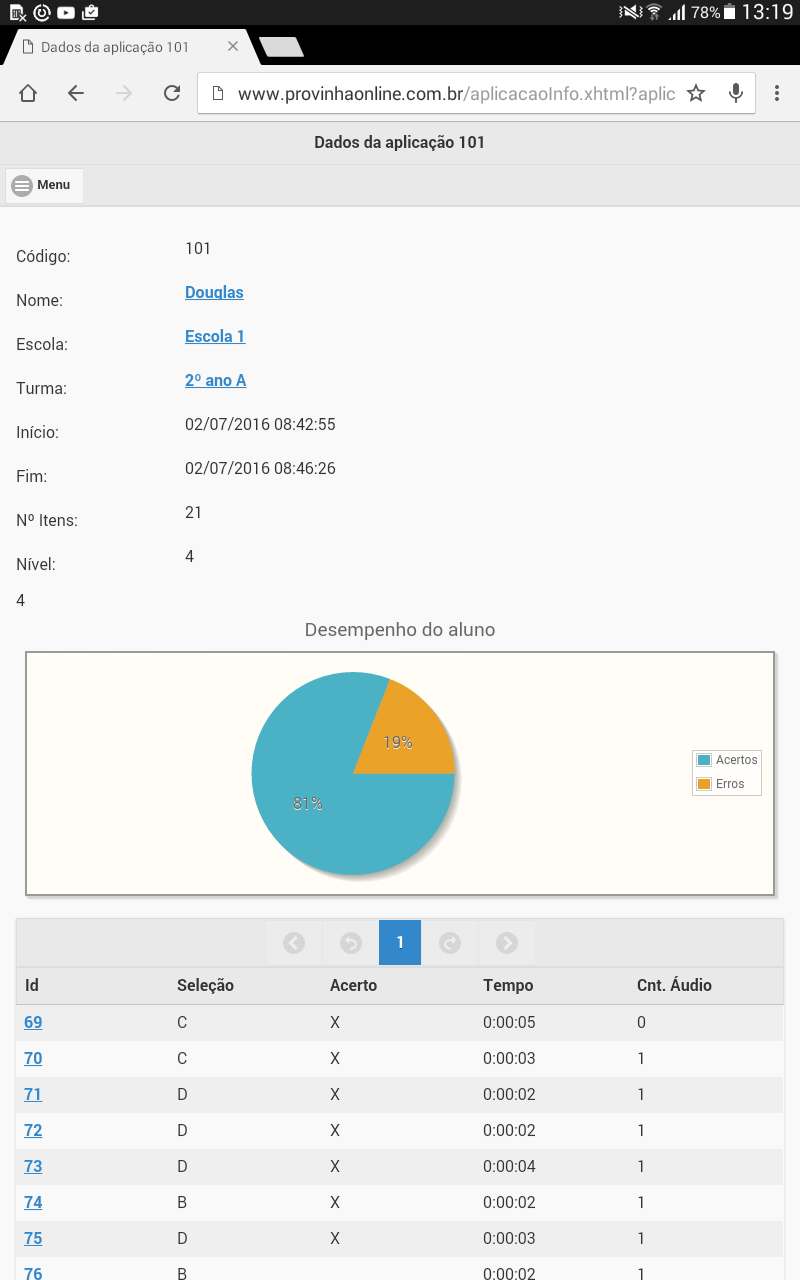 78% 13:19
Dados da aplicação 101
www.provinhaonline.com.br/aplicacaoInfo.xhtml?aplic
Dados da aplicação 101
Menu
Código: 101
Nome: Douglas
Escola: Escola 1
Turma: 2º ano A
Início: 02/07/2016 08:42:55
Fim: 02/07/2016 08:46:26
Nº Itens: 21
Nível: 4
4
Desempenho do aluno
19%
81%
Acertos
Erros
1
Id Seleção Acerto Tempo Cnt. Áudio
69 C X 0:00:05 0
70 C X 0:00:03 1
71 D X 0:00:02 1
72 D X 0:00:02 1
73 D X 0:00:04 1
74 B X 0:00:02 1
75 D X 0:00:03 1
76 B 0:00:02 1